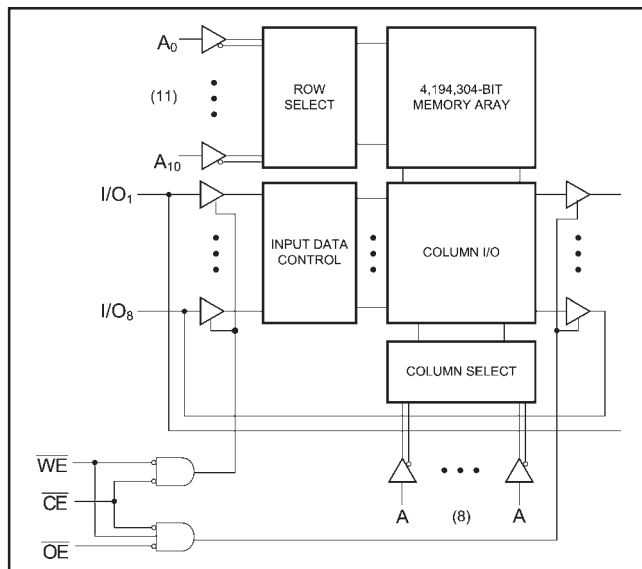 A0
(11)
ROW
SELECT
4,194,304-BIT
MEMORY ARAY
A10
I/O1
INPUT DATA
CONTROL
COLUMN I/O
I/O8
COLUMN SELECT
WE
CE
A
(8)
A
OE